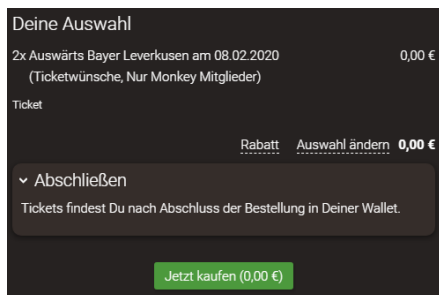 Deine Auswahl
2x Auswärts Bayer Leverkusen am 08.02.2020 0,00 €
(Ticketwünsche, Nur Monkey Mitglieder)
Ticket
Rabatt Auswahl ändern 0,00 €
Abschließen
Tickets findest Du nach Abschluss der Bestellung in Deiner Wallet.
Jetzt kaufen (0,00 €)